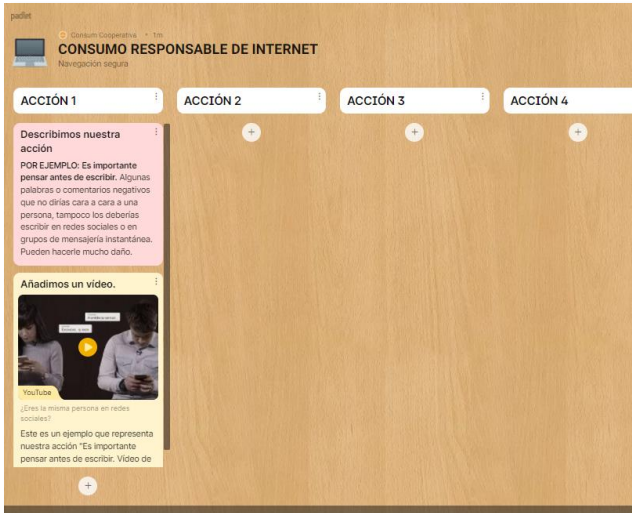 padlet
Consum Cooperativa • 1m
CONSUMO RESPONSABLE DE INTERNET
Navegación segura
ACCIÓN 1
ACCIÓN 2
ACCIÓN 3
ACCIÓN 4
Describimos nuestra
acción
POR EJEMPLO: Es importante
pensar antes de escribir. Algunas
palabras o comentarios negativos
que no dirías cara a cara a una
persona, tampoco los deberías
escribir en redes sociales o en
grupos de mensajería instantánea.
Pueden hacerle mucho daño.
Añadimos un vídeo.
YouTube
¿Eres la misma persona en redes
sociales?
Este es un ejemplo que representa
nuestra acción "Es importante
pensar antes de escribir. Vídeo de